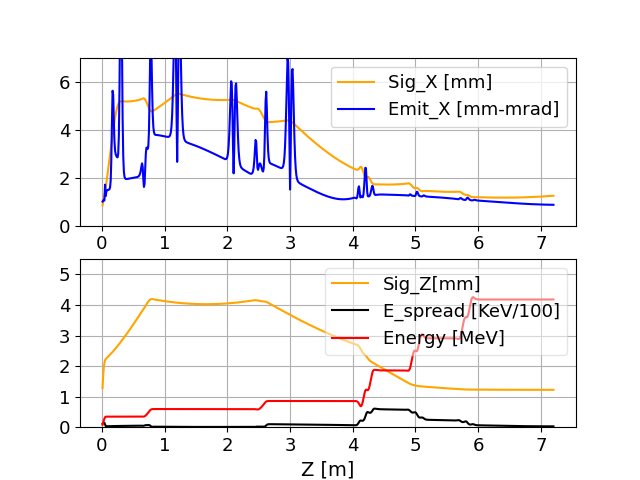 6
4
2
0
Sig_X [mm]
Emit_X [mm-mrad]
0 1 2 3 4 5 6 7
5
4
3
2
1
0
Sig_Z[mm]
E_spread [KeV/100]
Energy [MeV]
0 1 2 3 4 5 6 7
Z [m]